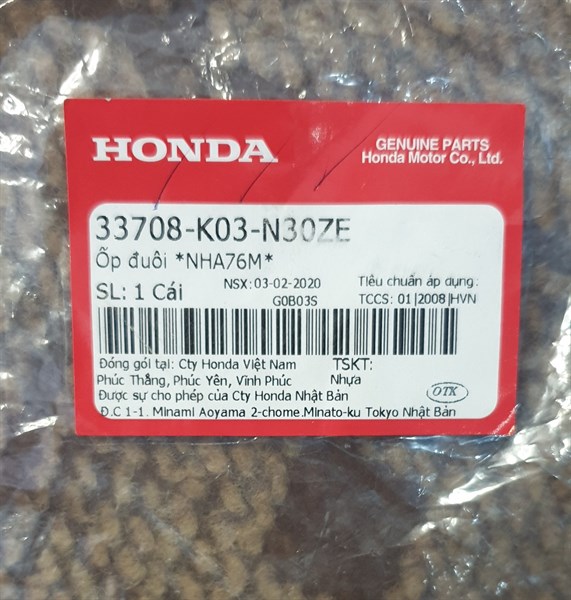 HONDA
GENUINE PARTS
Honda Motor Co., Ltd.
33708-K03-N30ZE
Ốp đuôi *NHA76M*
SL: 1 Cái
NSX: 03-02-2020
G0B03S
Tiêu chuẩn áp dụng:
TCCS: 01|2008|HVN
Đóng gói tại: Cty Honda Việt Nam
Phúc Thắng, Phúc Yên, Vĩnh Phúc
TSKT:
Nhựa
Được sự cho phép của Cty Honda Nhật Bản
Đ.C 1-1. Minami Aoyama 2-chome.Minato-ku Tokyo Nhật Bản
OTK